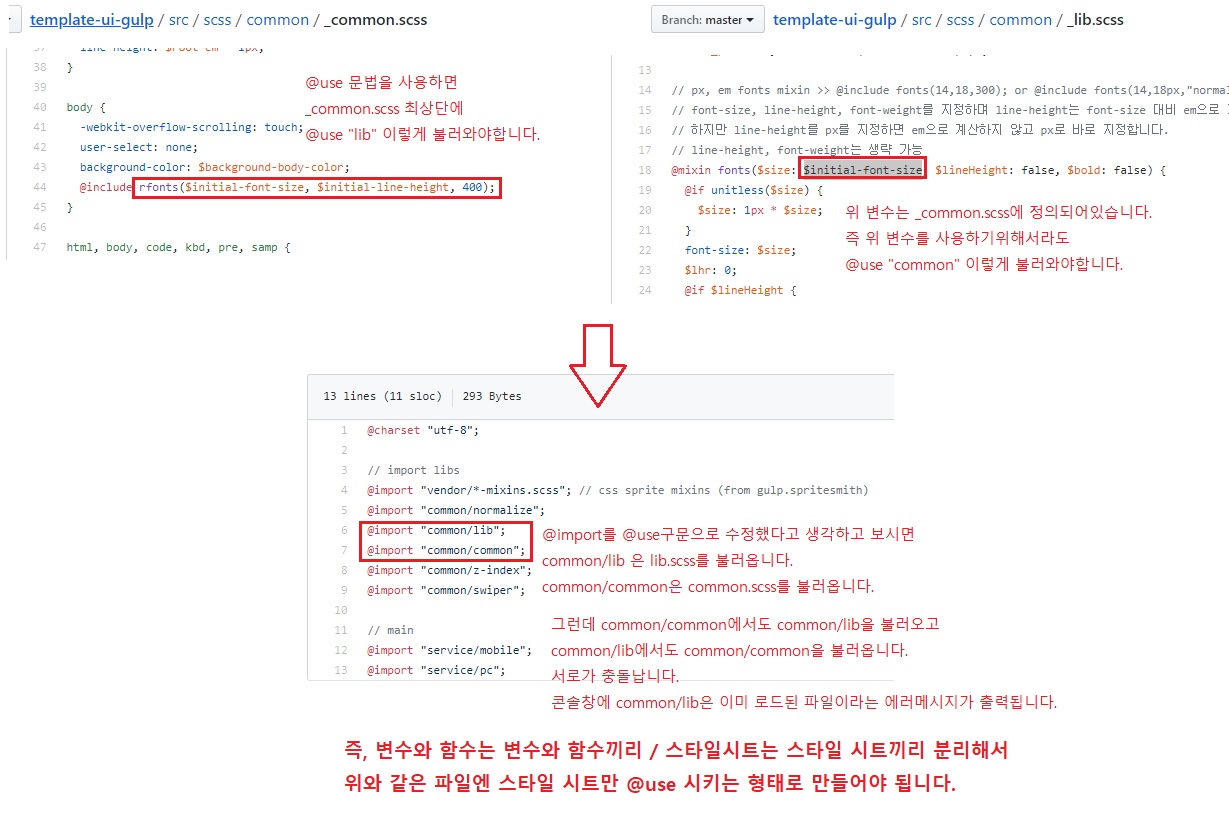 template-ui-gulp / src / scss / common / _common.scss
38 }
39
40 body {
41 -webkit-overflow-scrolling: touch;
42 user-select: none;
43 background-color: $background-body-color;
44 @include rfonts($initial-font-size, $initial-line-height, 400);
45 }
46
47 html, body, code, kbd, pre, samp {
@use 문법을 사용하면
_common.scss 최상단에
@use "lib" 이렇게 불러와야합니다.
Branch: master
template-ui-gulp / src / scss / common / _lib.scss
13
14 // px, em fonts mixin >> @include fonts(14,18,300); or @include fonts(14,18px,"norma
15 // font-size, line-height, font-weight를 지정하며 line-height는 font-size 대비 em으로
16 // 하지만 line-height를 px를 지정하면 em으로 계산하지 않고 px로 바로 지정합니다.
17 // line-height, font-weight는 생략 가능
18 @mixin fonts($size: $initial-font-size $lineHeight: false, $bold: false) {
19 @if unitless($size) {
20 $size: 1px * $size;
21 }
22 font-size: $size;
23 $lhr: 0;
24 @if $lineHeight {
위 변수는 _common.scss에 정의되어있습니다.
즉 위 변수를 사용하기위해서라도
@use "common" 이렇게 불러와야합니다.
13 lines (11 sloc) 293 Bytes
1 @charset "utf-8";
2
3 // import libs
4 @import "vendor/*-mixins.scss"; // css sprite mixins (from gulp.spritesmith)
5 @import "common/normalize";
6 @import "common/lib";
7 @import "common/common";
8 @import "common/z-index";
9 @import "common/swiper";
10
11 // main
12 @import "service/mobile";
13 @import "service/pc";
@import를 @use구문으로 수정했다고 생각하고 보시면
common/lib 은 lib.scss를 불러옵니다.
common/common은 common.scss를 불러옵니다.
그런데 common/common에서도 common/lib을 불러오고
common/lib에서도 common/common을 불러옵니다.
서로가 충돌납니다.
콘솔창에 common/lib은 이미 로드된 파일이라는 에러메시지가 출력됩니다.
즉, 변수와 함수는 변수와 함수끼리 / 스타일시트는 스타일 시트끼리 분리해서
위와 같은 파일엔 스타일 시트만 @use 시키는 형태로 만들어야 됩니다.